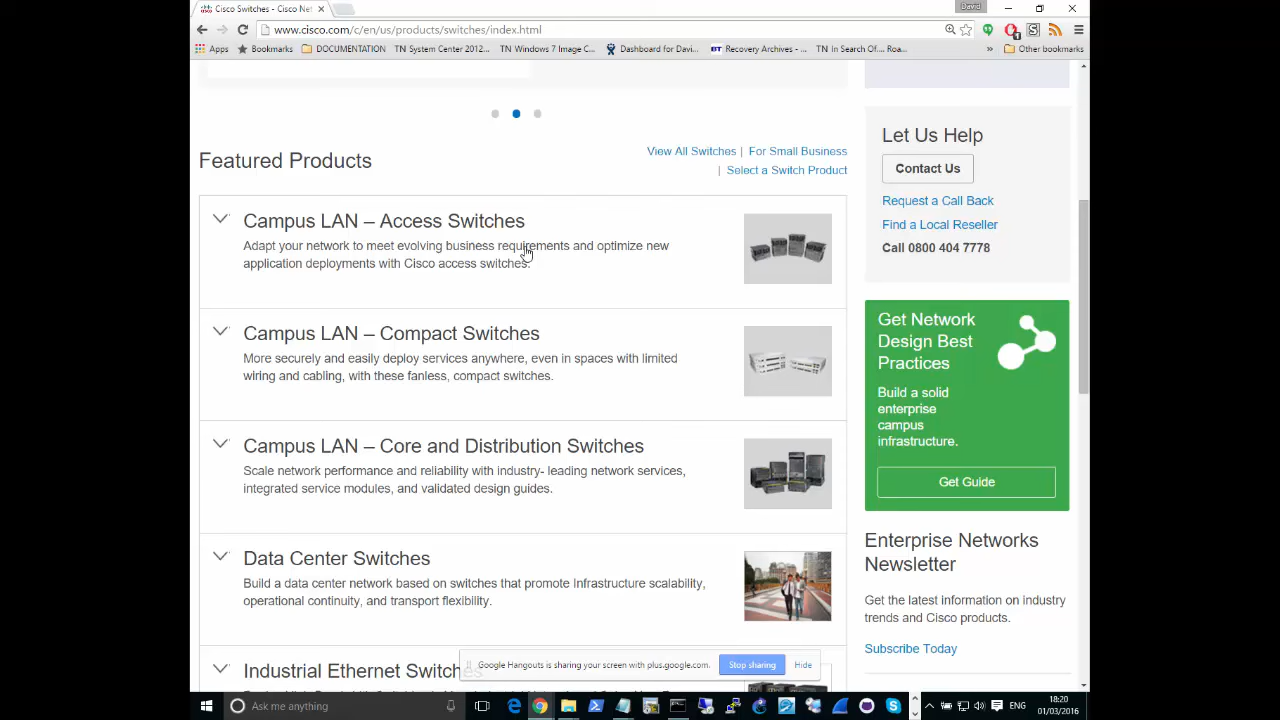 Cisco Switches - Cisco Net
David
www.cisco.com/c/en/us/products/switches/index.html
Apps
Bookmarks
DOCUMENTATION
TN System Center 2012...
TN Windows 7 Image C...
Dashboard for Davi...
BT
Recovery Archives - ...
TN In Search Of.... Roa...
»
Other bookmarks
Featured Products
View All Switches | For Small Business
| Select a Switch Product
Campus LAN – Access Switches
Adapt your network to meet evolving business requirements and optimize new
application deployments with Cisco access switches.
Campus LAN – Compact Switches
More securely and easily deploy services anywhere, even in spaces with limited
wiring and cabling, with these fanless, compact switches.
Campus LAN – Core and Distribution Switches
Scale network performance and reliability with industry- leading network services,
integrated service modules, and validated design guides.
Data Center Switches
Build a data center network based on switches that promote Infrastructure scalability,
operational continuity, and transport flexibility.
Industrial Ethernet Switches
Let Us Help
Contact Us
Request a Call Back
Find a Local Reseller
Call 0800 404 7778
Get Network
Design Best
Practices
Build a solid
enterprise
campus
infrastructure.
Get Guide
Enterprise Networks
Newsletter
Get the latest information on industry
trends and Cisco products.
Subscribe Today
Google Hangouts is sharing your screen with plus.google.com.
Stop sharing
Hide
Ask me anything
ENG
18:20
01/03/2016